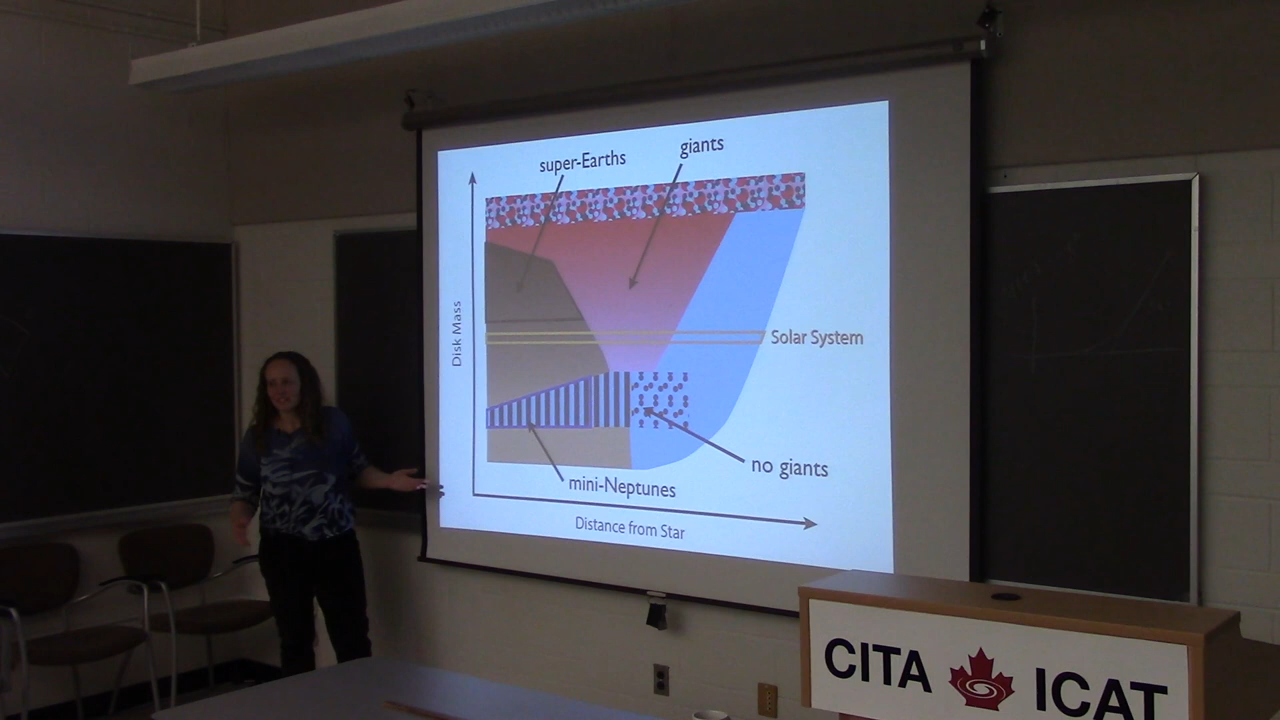 super-Earths
giants
Disk Mass
Solar System
no giants
mini-Neptunes
Distance from Star
CITA ICAT